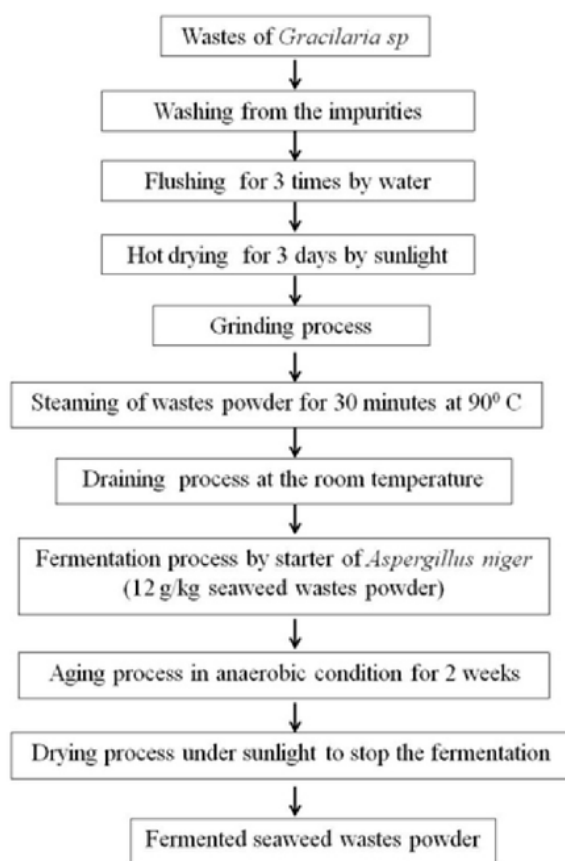 Wastes of Gracilaria sp
Washing from the impurities
Flushing for 3 times by water
Hot drying for 3 days by sunlight
Grinding process
Steaming of wastes powder for 30 minutes at 90⁰ C
Draining process at the room temperature
Fermentation process by starter of Aspergillus niger
(12 g/kg seaweed wastes powder)
Aging process in anaerobic condition for 2 weeks
Drying process under sunlight to stop the fermentation
Fermented seaweed wastes powder